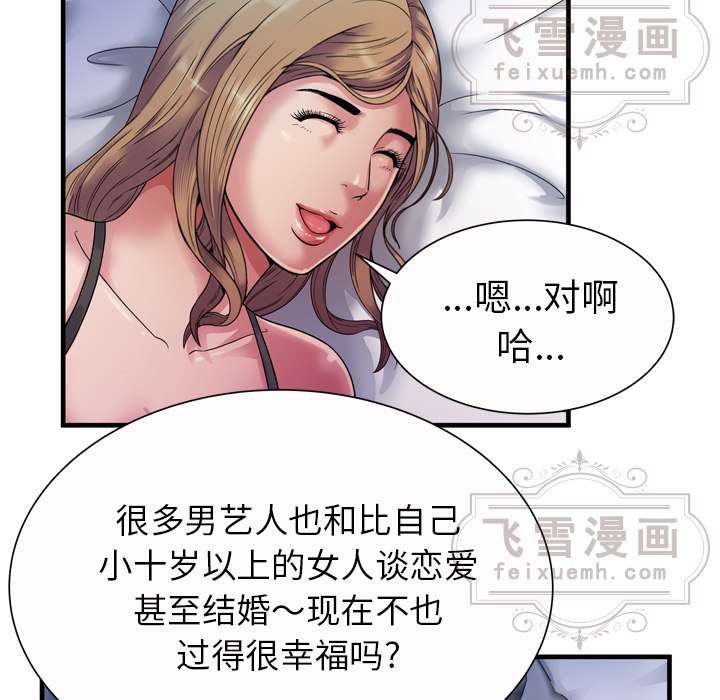 飞雪漫画
feixuemh.com
...嗯...对啊
哈...
很多男艺人也和比自己
小十岁以上的女人谈恋爱
甚至结婚～现在不也
过得很幸福吗?
飞雪漫画
feixuemh.com